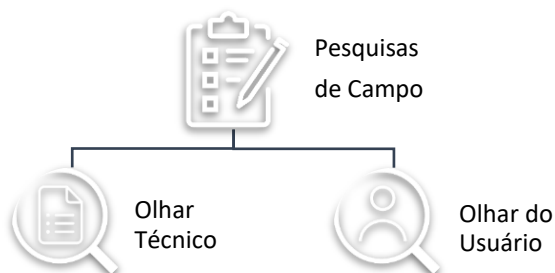 Pesquisas
de Campo
Olhar
Técnico
Olhar do
Usuário